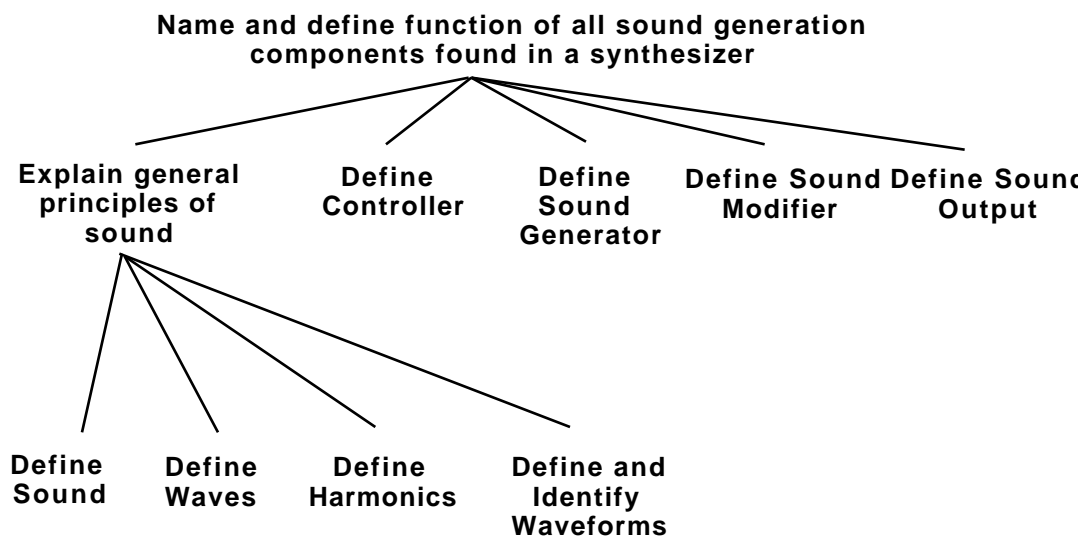 Name and define function of all sound generation
components found in a synthesizer
Explain general
principles of
sound
Define
Controller
Define
Sound
Generator
Define Sound
Modifier
Define Sound
Output
Define
Sound
Define
Waves
Define
Harmonics
Define and
Identify
Waveforms